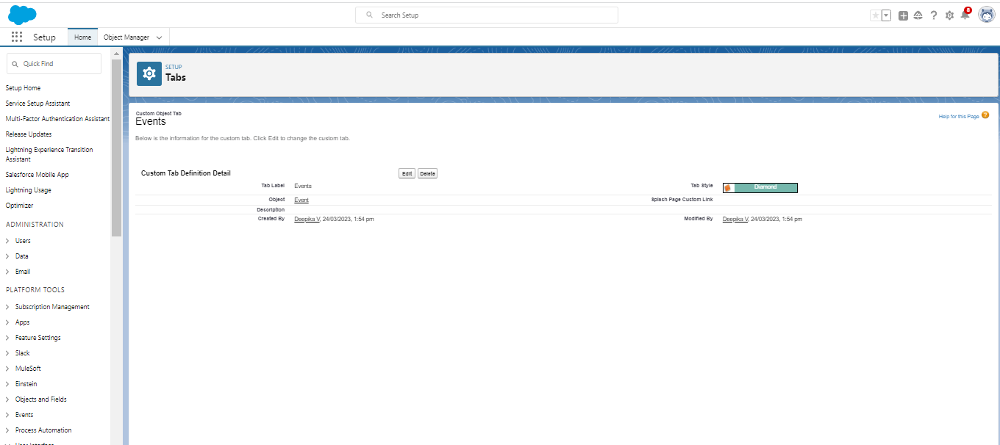 Search Setup
8
Setup
Home
Object Manager
Quick Find
Setup Home
Service Setup Assistant
Multi-Factor Authentication Assistant
Release Updates
Lightning Experience Transition
Assistant
Salesforce Mobile App
Lightning Usage
Optimizer
ADMINISTRATION
Users
Data
Email
PLATFORM TOOLS
Subscription Management
Apps
Feature Settings
Slack
MuleSoft
Einstein
Objects and Fields
Events
Process Automation
User Interface
SETUP
Tabs
Custom Object Tab
Events
Help for this Page
Below is the information for the custom tab. Click Edit to change the custom tab.
Custom Tab Definition Detail
Edit
Delete
Tab Label Events
Tab Style Diamond
Object Event
Splash Page Custom Link
Description
Created By Deepika V, 24/03/2023, 1:54 pm
Modified By Deepika V, 24/03/2023, 1:54 pm